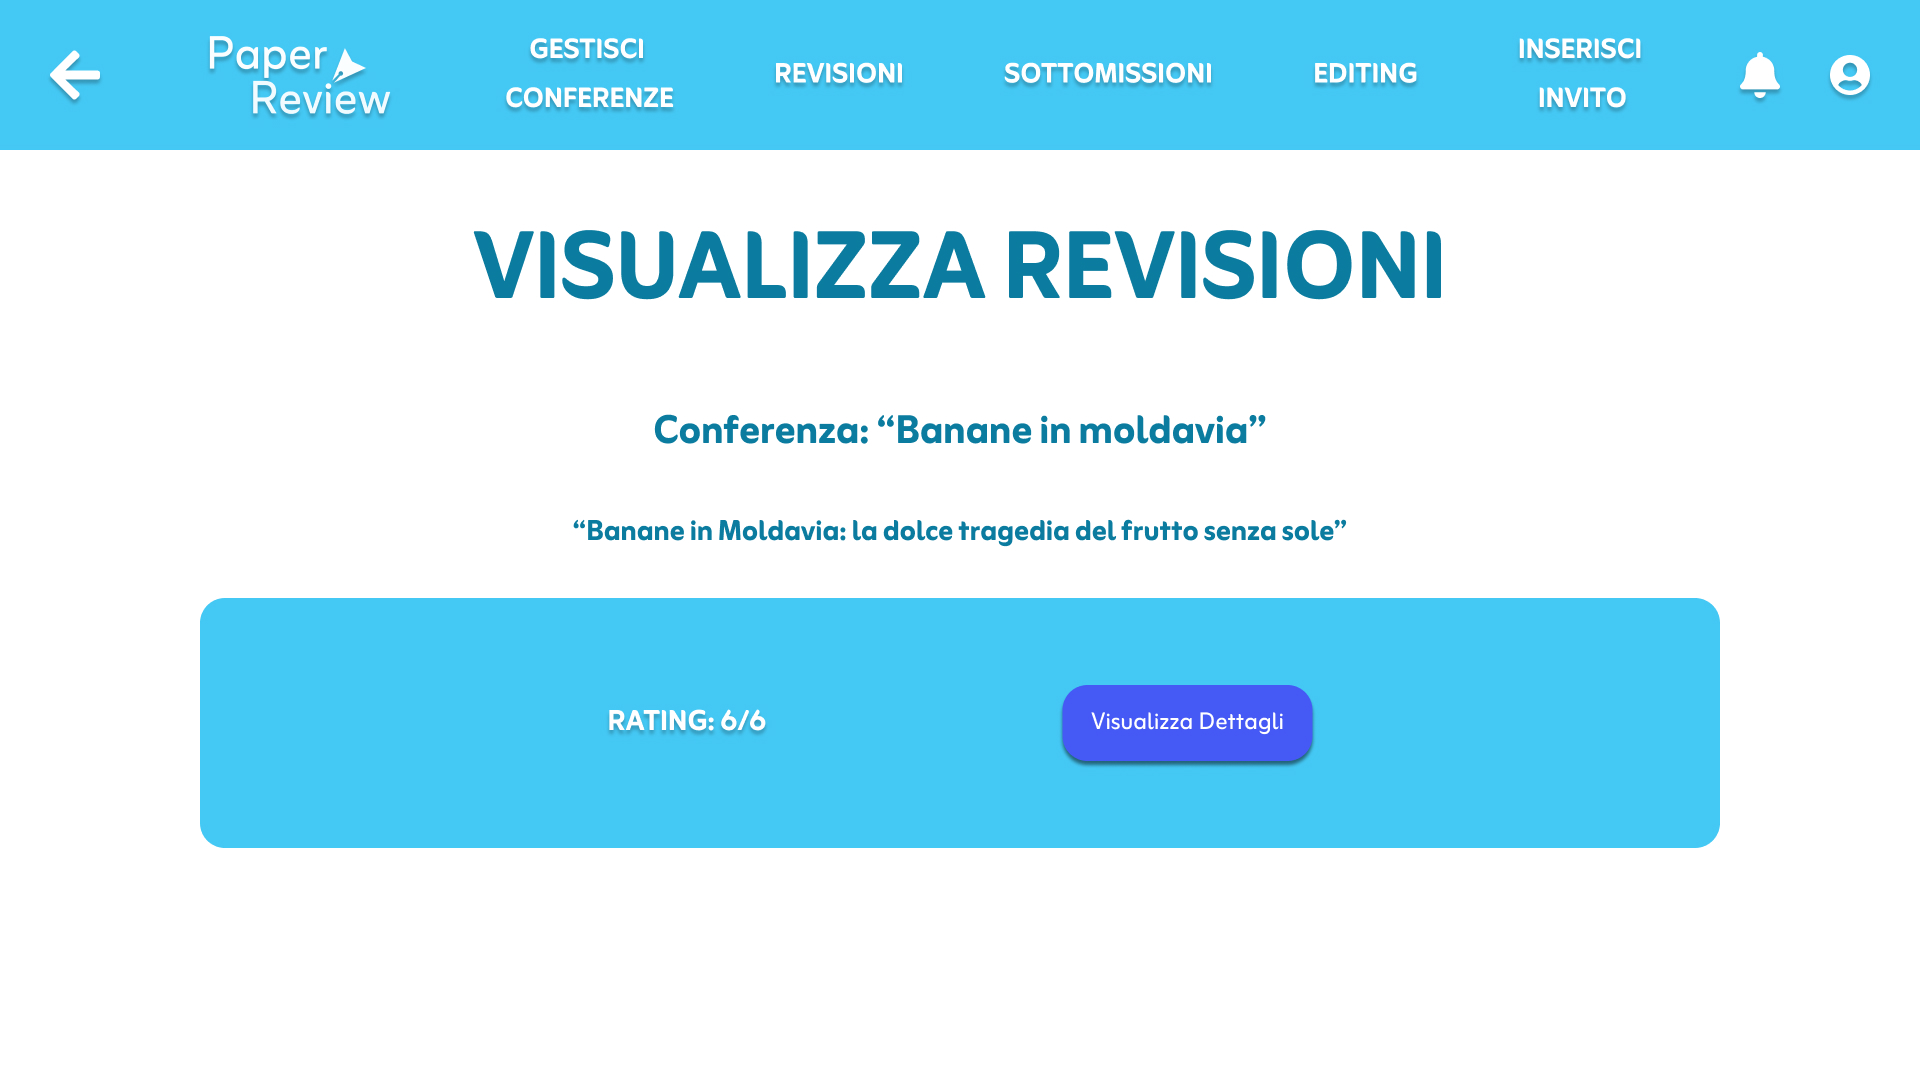 Paper
Review
GESTISCI
CONFERENZE
REVISIONI
SOTTOMISSIONI
EDITING
INSERISCI
INVITO
VISUALIZZA REVISIONI
Conferenza: “Banane in moldavia”
“Banane in Moldavia: la dolce tragedia del frutto senza sole”
RATING: 6/6
Visualizza Dettagli